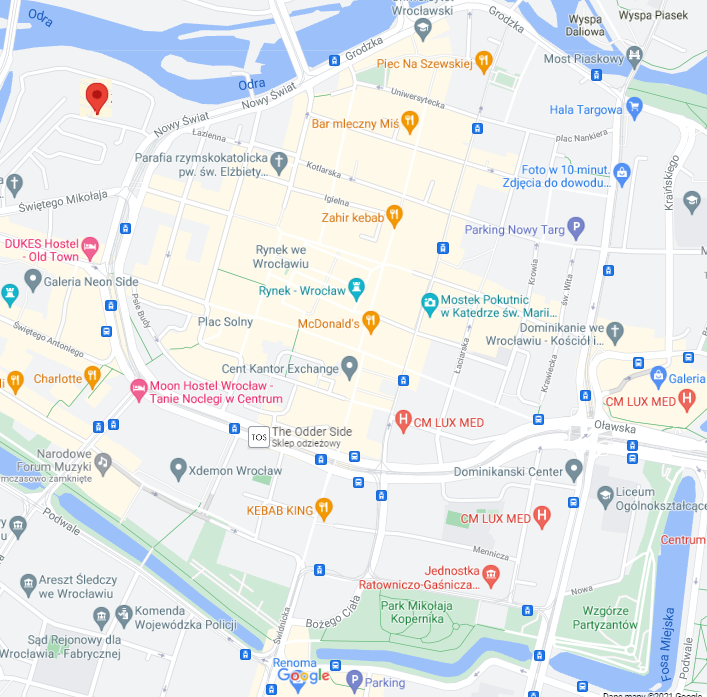 Odra
Wrocławski
Grodzka
Wyspa
Daliowa
Wyspa Piasek
Grodzka
Most Piaskowy
Piec Na Szewskiej
Odra
Nowy Świat
Uniwersytecka
Hala Targowa
Nowy Świat
Bar mleczny Miś
plac Nankiera
Łazienna
Parafia rzymskokatolicka
pw. św. Elżbiety...
Kotlarska
Foto w 10 minut.
Zdjęcia do dowodu...
Kraińskiego
Świętego Mikołaja
Igielna
Zahir kebab
Parking Nowy Targ
DUKES Hostel
- Old Town
Rynek we
Wrocławiu
Galeria Neon Side
Krowia
św. Wita
Rynek - Wrocław
Psie Budy
Mostek Pokutnic
w Katedrze św. Marii...
Plac Solny
McDonald's
Świętego Antoniego
Dominikanie we
Wrocławiu - Kościół i...
Łaciarska
Krawiecka
Cent Kantor Exchange
Charlotte
Galeria
Moon Hostel Wrocław -
Tanie Noclegi w Centrum
CM LUX MED
CM LUX MED
Oławska
TOS
The Odder Side
Sklep odzieżowy
Narodowe
Forum Muzyki
mczasowo zamknięte
Xdemon Wrocław
Dominikanski Center
Liceum
Ogólnokształcące
KEBAB KING
CM LUX MED
Podwale
Centrum
Mennicza
Areszt Śledczy
we Wrocławiu
Jednostka
Ratowniczo-Gaśnicza...
Nowa
Komenda
Wojewódzka Policji
Świdnicka
Bożego Ciała
Park Mikołaja
Kopernika
Wzgórze
Partyzantów
Sąd Rejonowy dla
Wrocławia - Fabrycznej
Fosa Miejska
Podwale
Renoma
Google
Parking
Dane mapy ©2021 Google